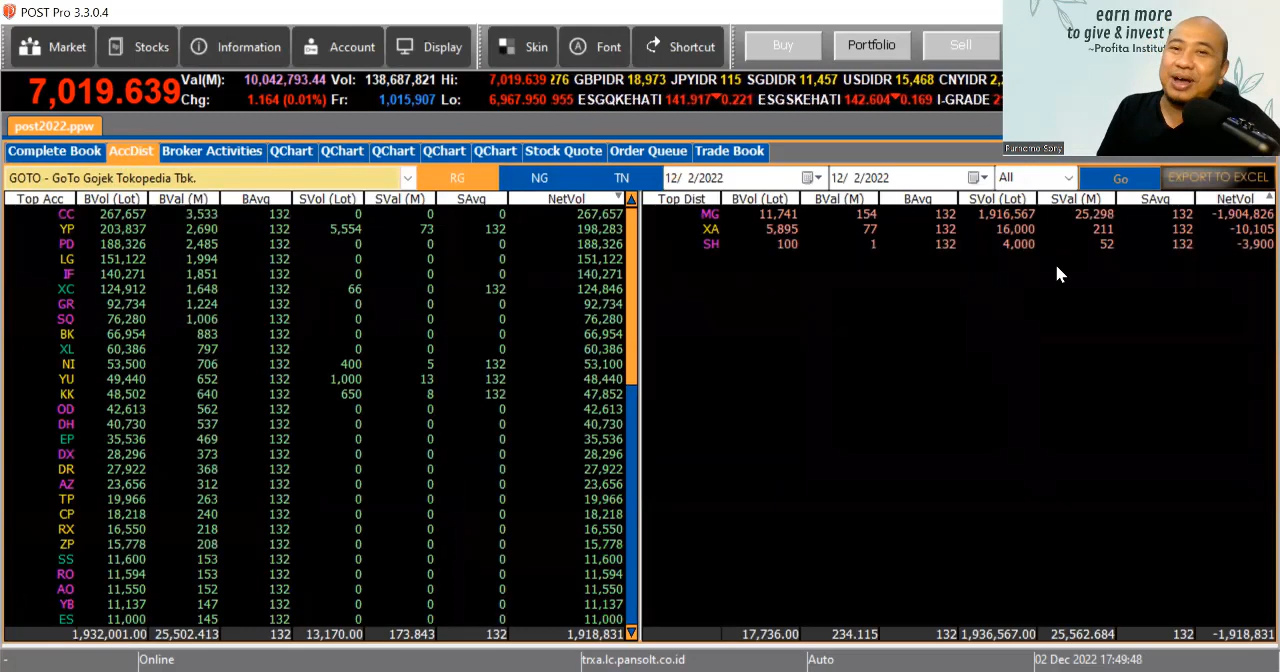 POST Pro 3.3.0.4
Market Stocks Information Account Display Skin Font Shortcut Buy Portfolio Sell
earn more
to give & invest
~Profita Institu
Purnomo Sony
7,019.639 Val(M): 10,042,793.44 Vol: 138,687,821 Hi: 7,019.639 276 GBPIDR 18,973 JPYIDR 115 SGDIDR 11,457 USDIDR 15,468 CNYIDR 2,
Chg: 1.164 (0.01%) Fr: 1,015,907 Lo: 6,967.950 955 ESGQKEHATI 141.917 0.221 ESGSKEHATI 142.604 0.169 I-GRADE
post2022.ppw
Complete Book AccDist Broker Activities QChart QChart QChart QChart QChart Stock Quote Order Queue Trade Book
GOTO - GoTo Gojek Tokopedia Tbk. RG NG TN 12/ 2/2022 12/ 2/2022 All Go EXPORT TO EXCEL
Top Acc BVol (Lot) BVal (M) BAvg SVol (Lot) SVal (M) SAvg NetVol
CC 267,657 3,533 132 0 0 0 267,657
YP 203,837 2,690 132 5,554 73 132 198,283
PD 188,326 2,485 132 0 0 0 188,326
LG 151,122 1,994 132 0 0 0 151,122
IF 140,271 1,851 132 0 0 0 140,271
XC 124,912 1,648 132 66 0 132 124,846
GR 92,734 1,224 132 0 0 0 92,734
SQ 76,280 1,006 132 0 0 0 76,280
BK 66,954 883 132 0 0 0 66,954
XL 60,386 797 132 0 0 0 60,386
NI 53,500 706 132 400 5 132 53,100
YU 49,440 652 132 1,000 13 132 48,440
KK 48,502 640 132 650 8 132 47,852
OD 42,613 562 132 0 0 0 42,613
DH 40,730 537 132 0 0 0 40,730
EP 35,536 469 132 0 0 0 35,536
DX 28,296 373 132 0 0 0 28,296
DR 27,922 368 132 0 0 0 27,922
AZ 23,656 312 132 0 0 0 23,656
TP 19,966 263 132 0 0 0 19,966
CP 18,218 240 132 0 0 0 18,218
RX 16,550 218 132 0 0 0 16,550
ZP 15,778 208 132 0 0 0 15,778
SS 11,600 153 132 0 0 0 11,600
RO 11,594 153 132 0 0 0 11,594
AO 11,550 152 132 0 0 0 11,550
YB 11,137 147 132 0 0 0 11,137
ES 11,000 145 132 0 0 0 11,000
1,932,001.00 25,502.413 132 13,170.00 173.843 132 1,918,831
Top Dist BVol (Lot) BVal (M) BAvg SVol (Lot) SVal (M) SAvg NetVol
MG 11,741 154 132 1,916,567 25,298 132 -1,904,826
XA 5,895 77 132 16,000 211 132 -10,105
SH 100 1 132 4,000 52 132 -3,900
17,736.00 234.115 132 1,936,567.00 25,562.684 132 -1,918,831
- Online trxa.lc.pansolt.co.id Auto 02 Dec 2022 17:49:48